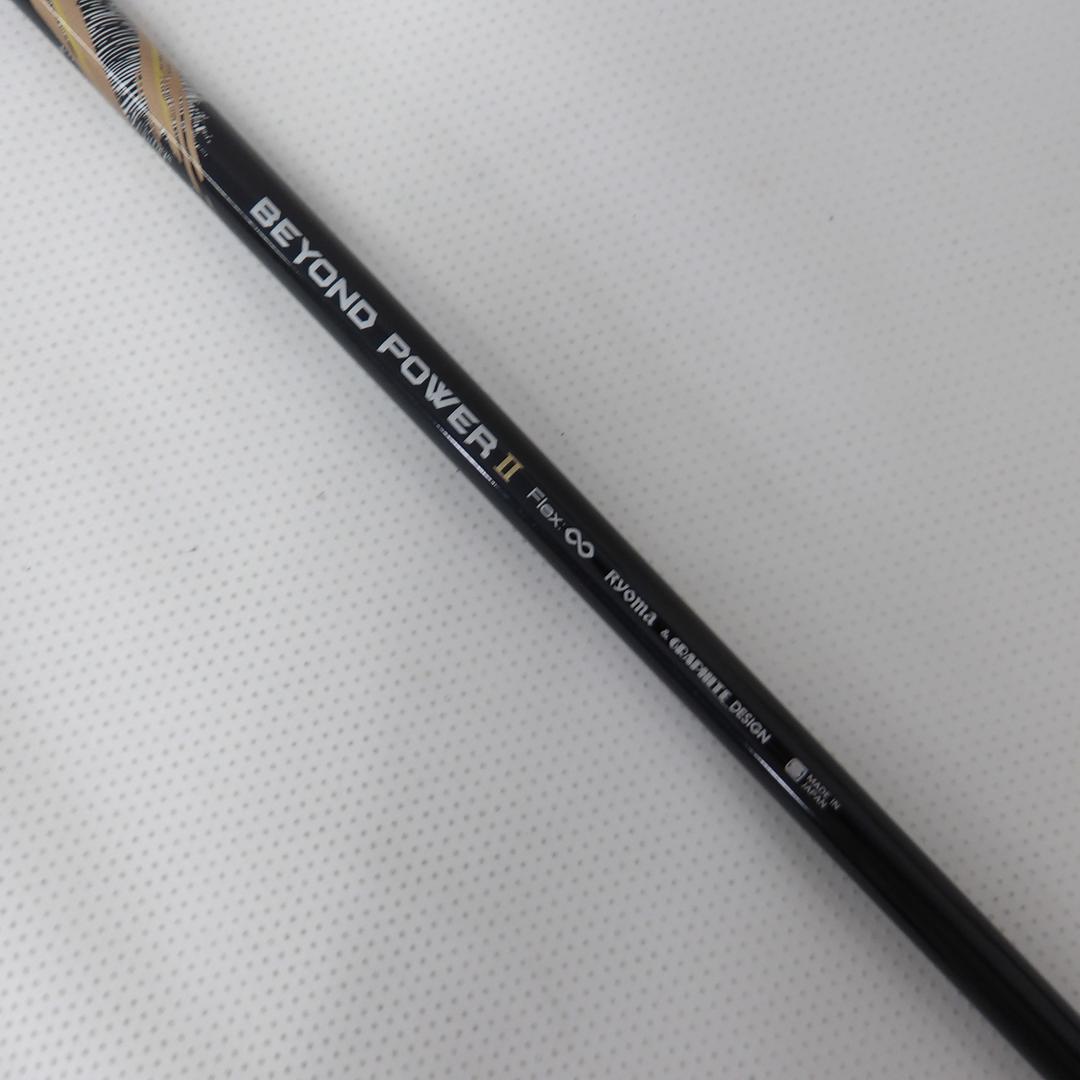 BEYOND POWER II Flex:∞ Ryoma & GRAPHITE DESIGN
MADE IN
JAPAN